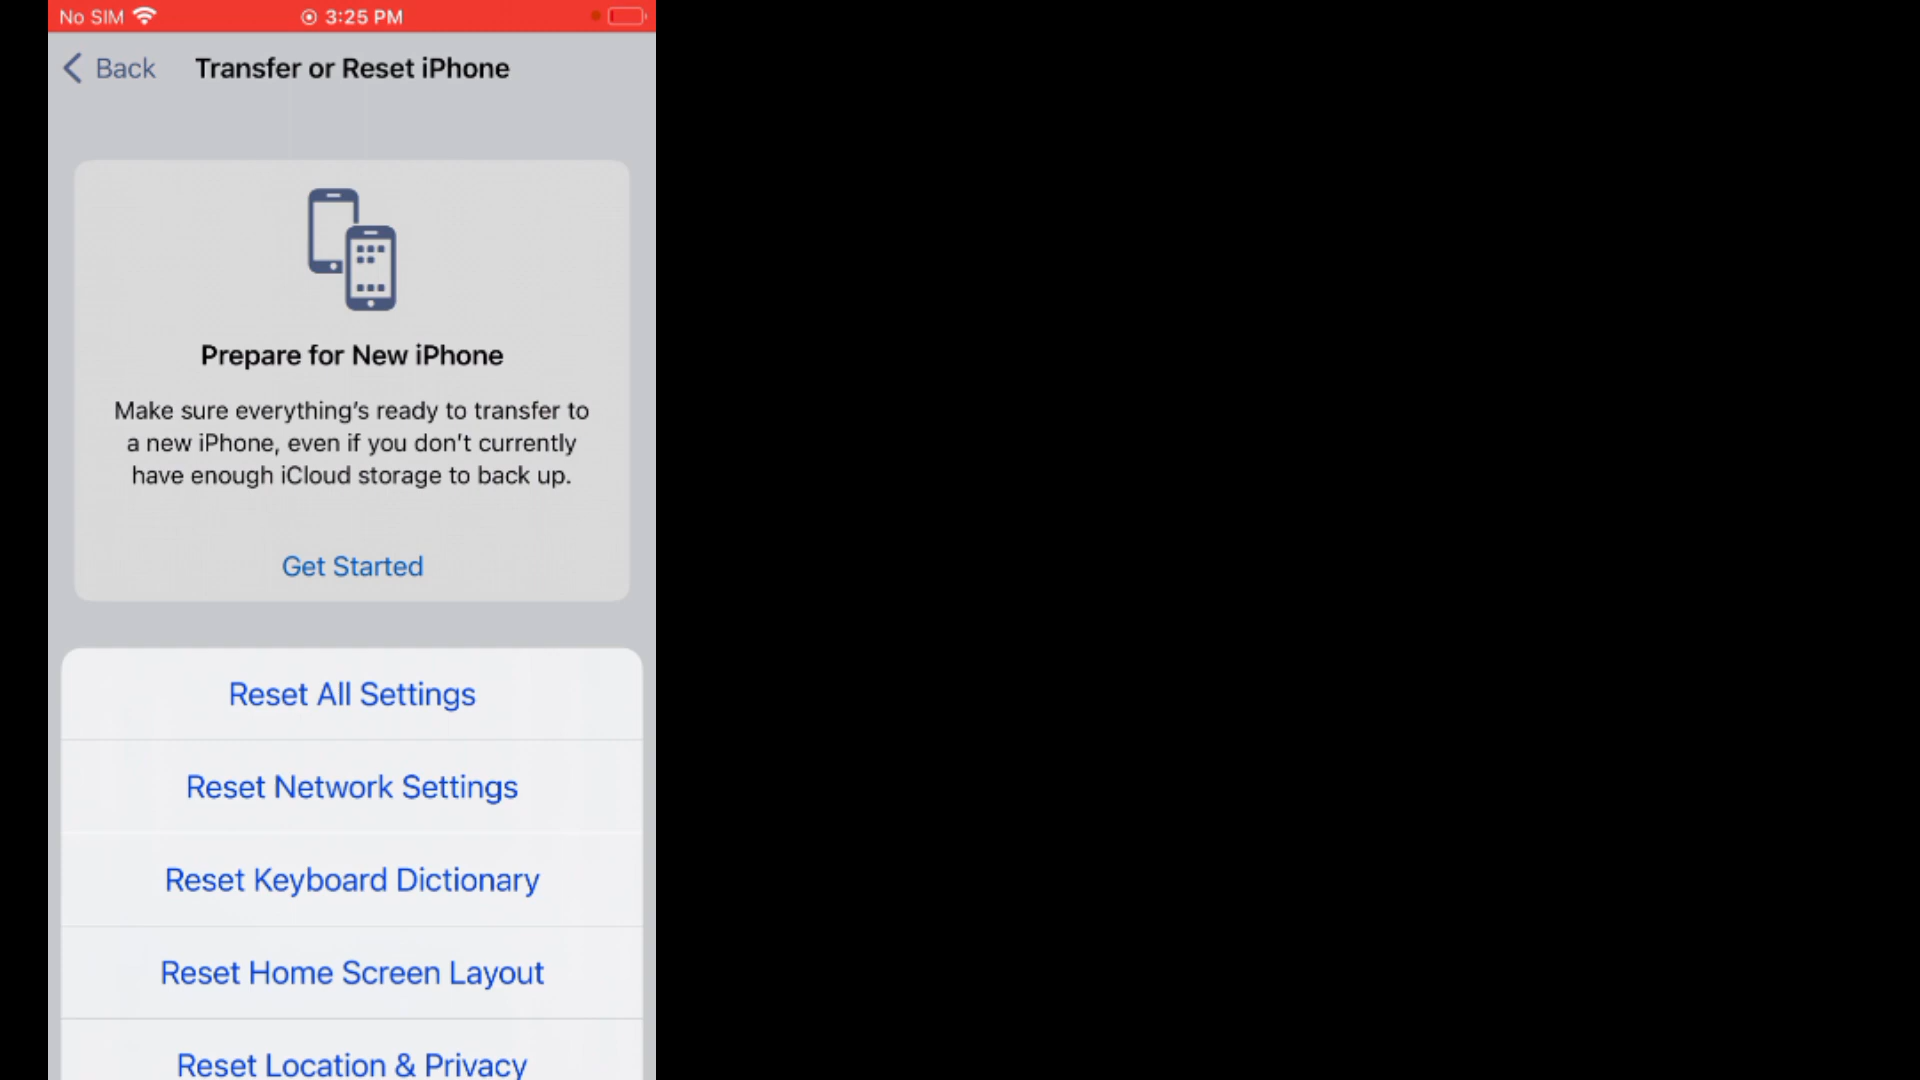 No SIM 3:25 PM
Back Transfer or Reset iPhone
Prepare for New iPhone
Make sure everything's ready to transfer to
a new iPhone, even if you don't currently
have enough iCloud storage to back up.
Get Started
Reset All Settings
Reset Network Settings
Reset Keyboard Dictionary
Reset Home Screen Layout
Reset Location & Privacy